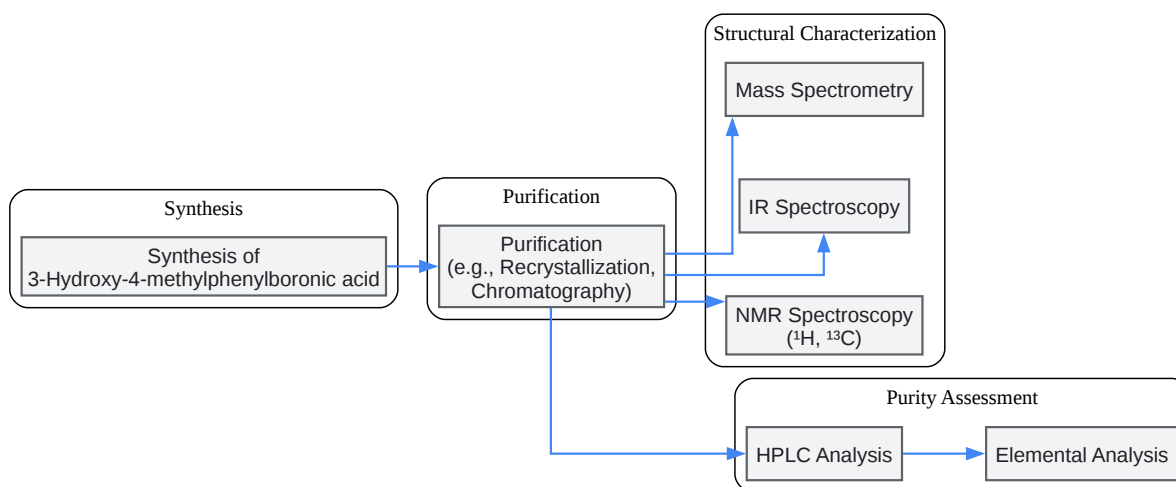 Structural Characterization
Mass Spectrometry
IR Spectroscopy
NMR Spectroscopy
(¹H, ¹³C)
Synthesis
Synthesis of
3-Hydroxy-4-methylphenylboronic acid
Purification
Purification
(e.g., Recrystallization,
Chromatography)
Purity Assessment
HPLC Analysis
Elemental Analysis